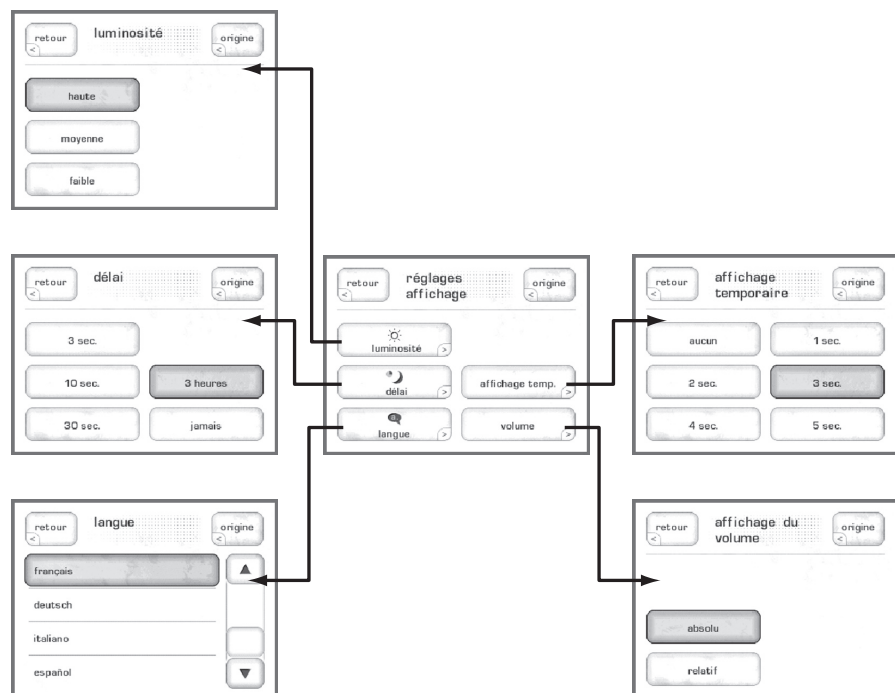 retour
luminosité
origine
haute
moyenne
faible
retour
délai
origine
3 sec.
10 sec.
3 heures
30 sec.
jamais
retour
réglages
affichage
origine
luminosité
délai
affichage temp.
langue
volume
retour
affichage
temporaire
origine
aucun
1 sec.
2 sec.
3 sec.
4 sec.
5 sec.
retour
langue
origine
français
deutsch
italiano
español
retour
affichage du
volume
origine
absolu
relatif